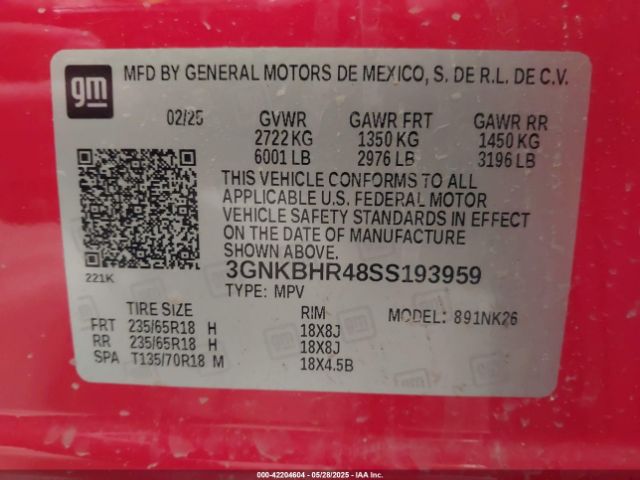 gm
MFD BY GENERAL MOTORS DE MEXICO, S. DE R.L. DE C.V.
02/25 GVWR GAWR FRT GAWR RR
2722 KG 1350 KG 1450 KG
6001 LB 2976 LB 3196 LB
THIS VEHICLE CONFORMS TO ALL
APPLICABLE U.S. FEDERAL MOTOR
VEHICLE SAFETY STANDARDS IN EFFECT
ON THE DATE OF MANUFACTURE
SHOWN ABOVE.
221K
3GNKBHR48SS193959
TYPE: MPV
TIRE SIZE RIM MODEL: 891NK26
FRT 235/65R18 H 18X8J
RR 235/65R18 H 18X8J
SPA T135/70R18 M 18X4.5B
000-42204604 - 05/28/2025 - IAAI.com